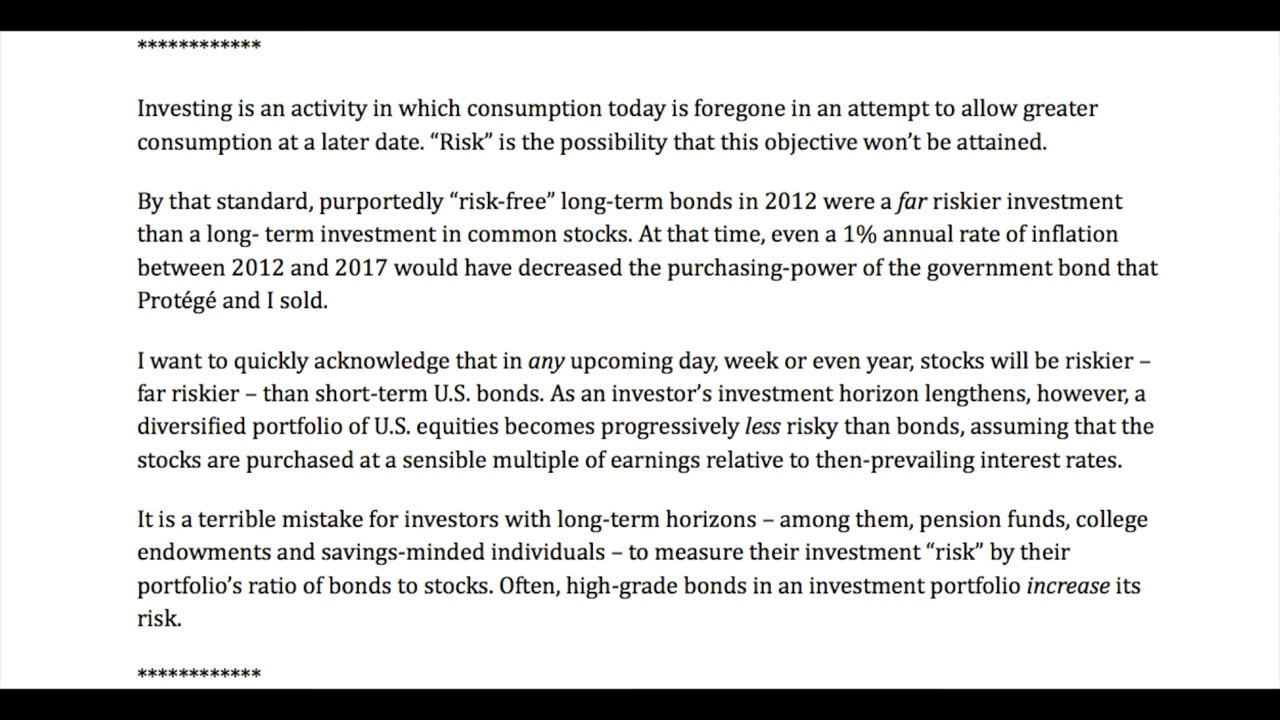 ************
Investing is an activity in which consumption today is foregone in an attempt to allow greater
consumption at a later date. “Risk” is the possibility that this objective won’t be attained.
By that standard, purportedly “risk-free” long-term bonds in 2012 were a far riskier investment
than a long- term investment in common stocks. At that time, even a 1% annual rate of inflation
between 2012 and 2017 would have decreased the purchasing-power of the government bond that
Protégé and I sold.
I want to quickly acknowledge that in any upcoming day, week or even year, stocks will be riskier –
far riskier – than short-term U.S. bonds. As an investor’s investment horizon lengthens, however, a
diversified portfolio of U.S. equities becomes progressively less risky than bonds, assuming that the
stocks are purchased at a sensible multiple of earnings relative to then-prevailing interest rates.
It is a terrible mistake for investors with long-term horizons – among them, pension funds, college
endowments and savings-minded individuals – to measure their investment “risk” by their
portfolio’s ratio of bonds to stocks. Often, high-grade bonds in an investment portfolio increase its
risk.
************